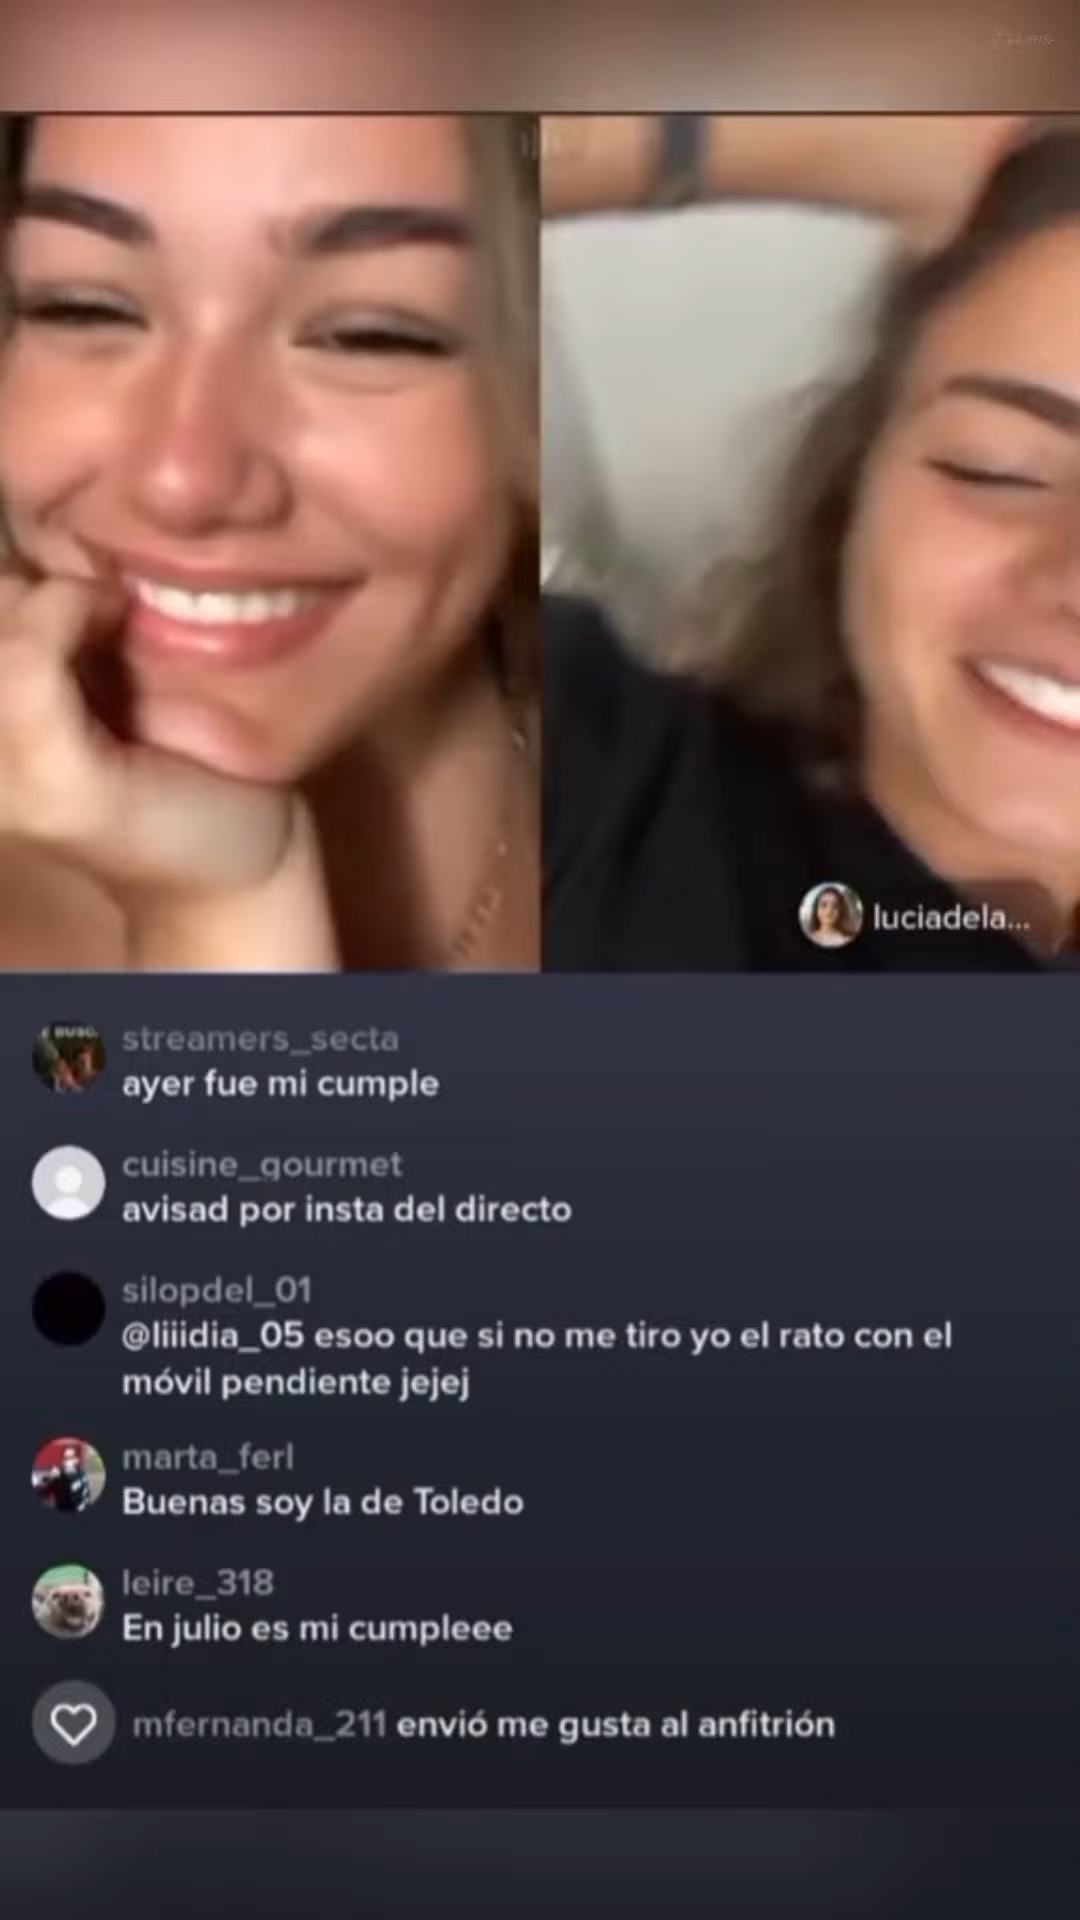 luciadela...
streamers_secta
ayer fue mi cumple
cuisine_gourmet
avisad por insta del directo
silopdel_01
@liiidia_05 esoo que si no me tiro yo el rato con el
móvil pendiente jejej
marta_ferl
Buenas soy la de Toledo
leire_318
En julio es mi cumpleee
mfernanda_211 envió me gusta al anfitrión